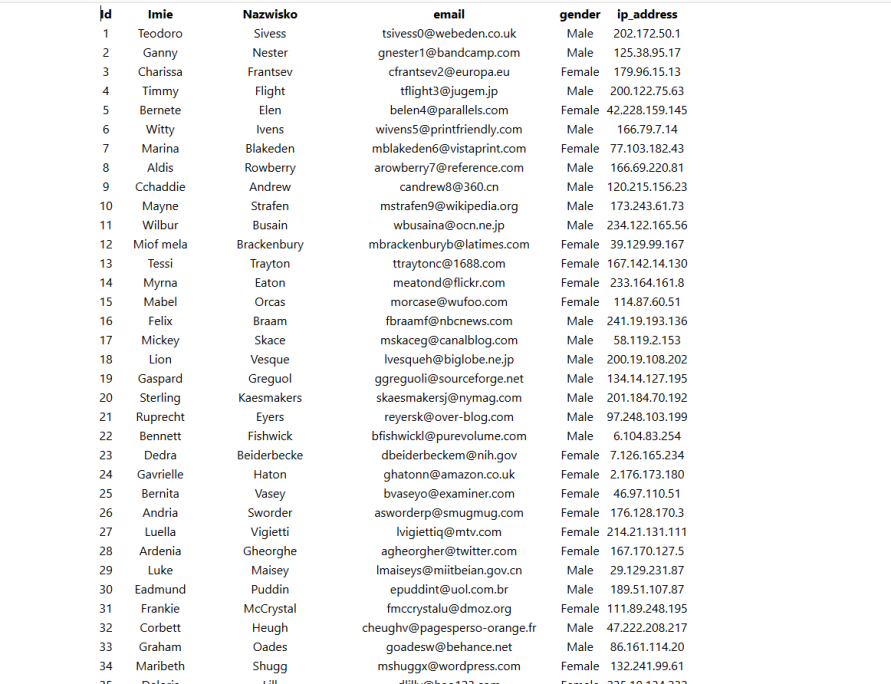 Id Imie Nazwisko email gender ip_address
1 Teodoro Sivess tsivess0@webeden.co.uk Male 202.172.50.1
2 Ganny Nester gnester1@bandcamp.com Male 125.38.95.17
3 Charissa Frantsev cfrantsev2@europa.eu Female 179.96.15.13
4 Timmy Flight tflight3@jugem.jp Male 200.122.75.63
5 Bernete Elen belen4@parallels.com Female 42.228.159.145
6 Witty Ivens wivens5@printfriendly.com Male 166.79.7.14
7 Marina Blakeden mblakeden6@vistaprint.com Female 77.103.182.43
8 Aldis Rowberry arowberry7@reference.com Male 166.69.220.81
9 Cchaddie Andrew candrew8@360.cn Male 120.215.156.23
10 Mayne Strafen mstrafen9@wikipedia.org Male 173.243.61.73
11 Wilbur Busain wbusaina@ocn.ne.jp Male 234.122.165.56
12 Miof mela Brackenbury mbrackenburyb@latimes.com Female 39.129.99.167
13 Tessi Trayton ttraytonc@1688.com Female 167.142.14.130
14 Myrna Eaton meatond@flickr.com Female 233.164.161.8
15 Mabel Orcas morcase@wufoo.com Female 114.87.60.51
16 Felix Braam fbraamf@nbcnews.com Male 241.19.193.136
17 Mickey Skace mskaceg@canalblog.com Male 58.119.2.153
18 Lion Vesque lvesqueh@biglobe.ne.jp Male 200.19.108.202
19 Gaspard Greguol ggreguoli@sourceforge.net Male 134.14.127.195
20 Sterling Kaesmakers skaesmakersj@nymag.com Male 201.184.70.192
21 Ruprecht Eyers reyersk@over-blog.com Male 97.248.103.199
22 Bennett Fishwick bfishwickl@purevolume.com Male 6.104.83.254
23 Dedra Beiderbecke dbeiderbeckem@nih.gov Female 7.126.165.234
24 Gavrielle Haton ghatonn@amazon.co.uk Female 2.176.173.180
25 Bernita Vasey bvaseyo@examiner.com Female 46.97.110.51
26 Andria Sworder asworderp@smugmug.com Female 176.128.170.3
27 Luella Vigietti lvigiettiq@mtv.com Female 214.21.131.111
28 Ardenia Gheorghe agheorgher@twitter.com Female 167.170.127.5
29 Luke Maisey lmaiseys@miitbeian.gov.cn Male 29.129.231.87
30 Eadmund Puddin epuddint@uol.com.br Male 189.51.107.87
31 Frankie McCrystal fmccrystalu@dmoz.org Female 111.89.248.195
32 Corbett Heugh cheughv@pagesperso-orange.fr Male 47.222.208.217
33 Graham Oades goadesw@behance.net Male 86.161.114.20
34 Maribeth Shugg mshuggx@wordpress.com Female 132.241.99.61